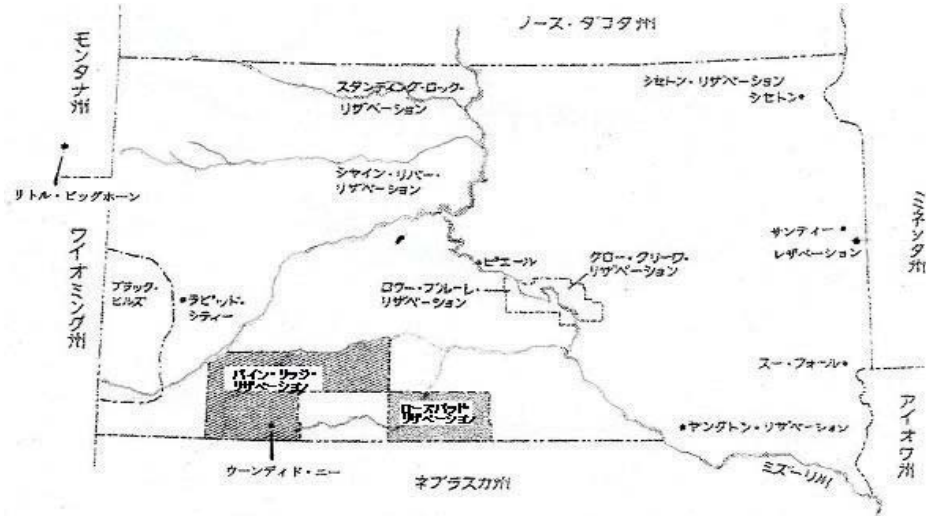 ノース・ダコタ州
モンタナ州
スタンディング・ロック・
リザベーション
シセトン・リザベーション
シセトン
リトル・ビッグホーン
シャイン・リバー・
リザベーション
ミネソタ州
サンティー
レザベーション
ワイオミング州
ブラック・
ヒルズ
ラピッド・
シティー
ピエール
クロー・クリーク・
リザベーション
ロウー・ブルーレ・
リザベーション
スー・フォール
パイン・リッジ・
リザベーション
ローズバッド
リザベーション
アイオワ州
ヤングトン・リザベーション
ウーンディド・ニー
ネブラスカ州
ミズーリ川